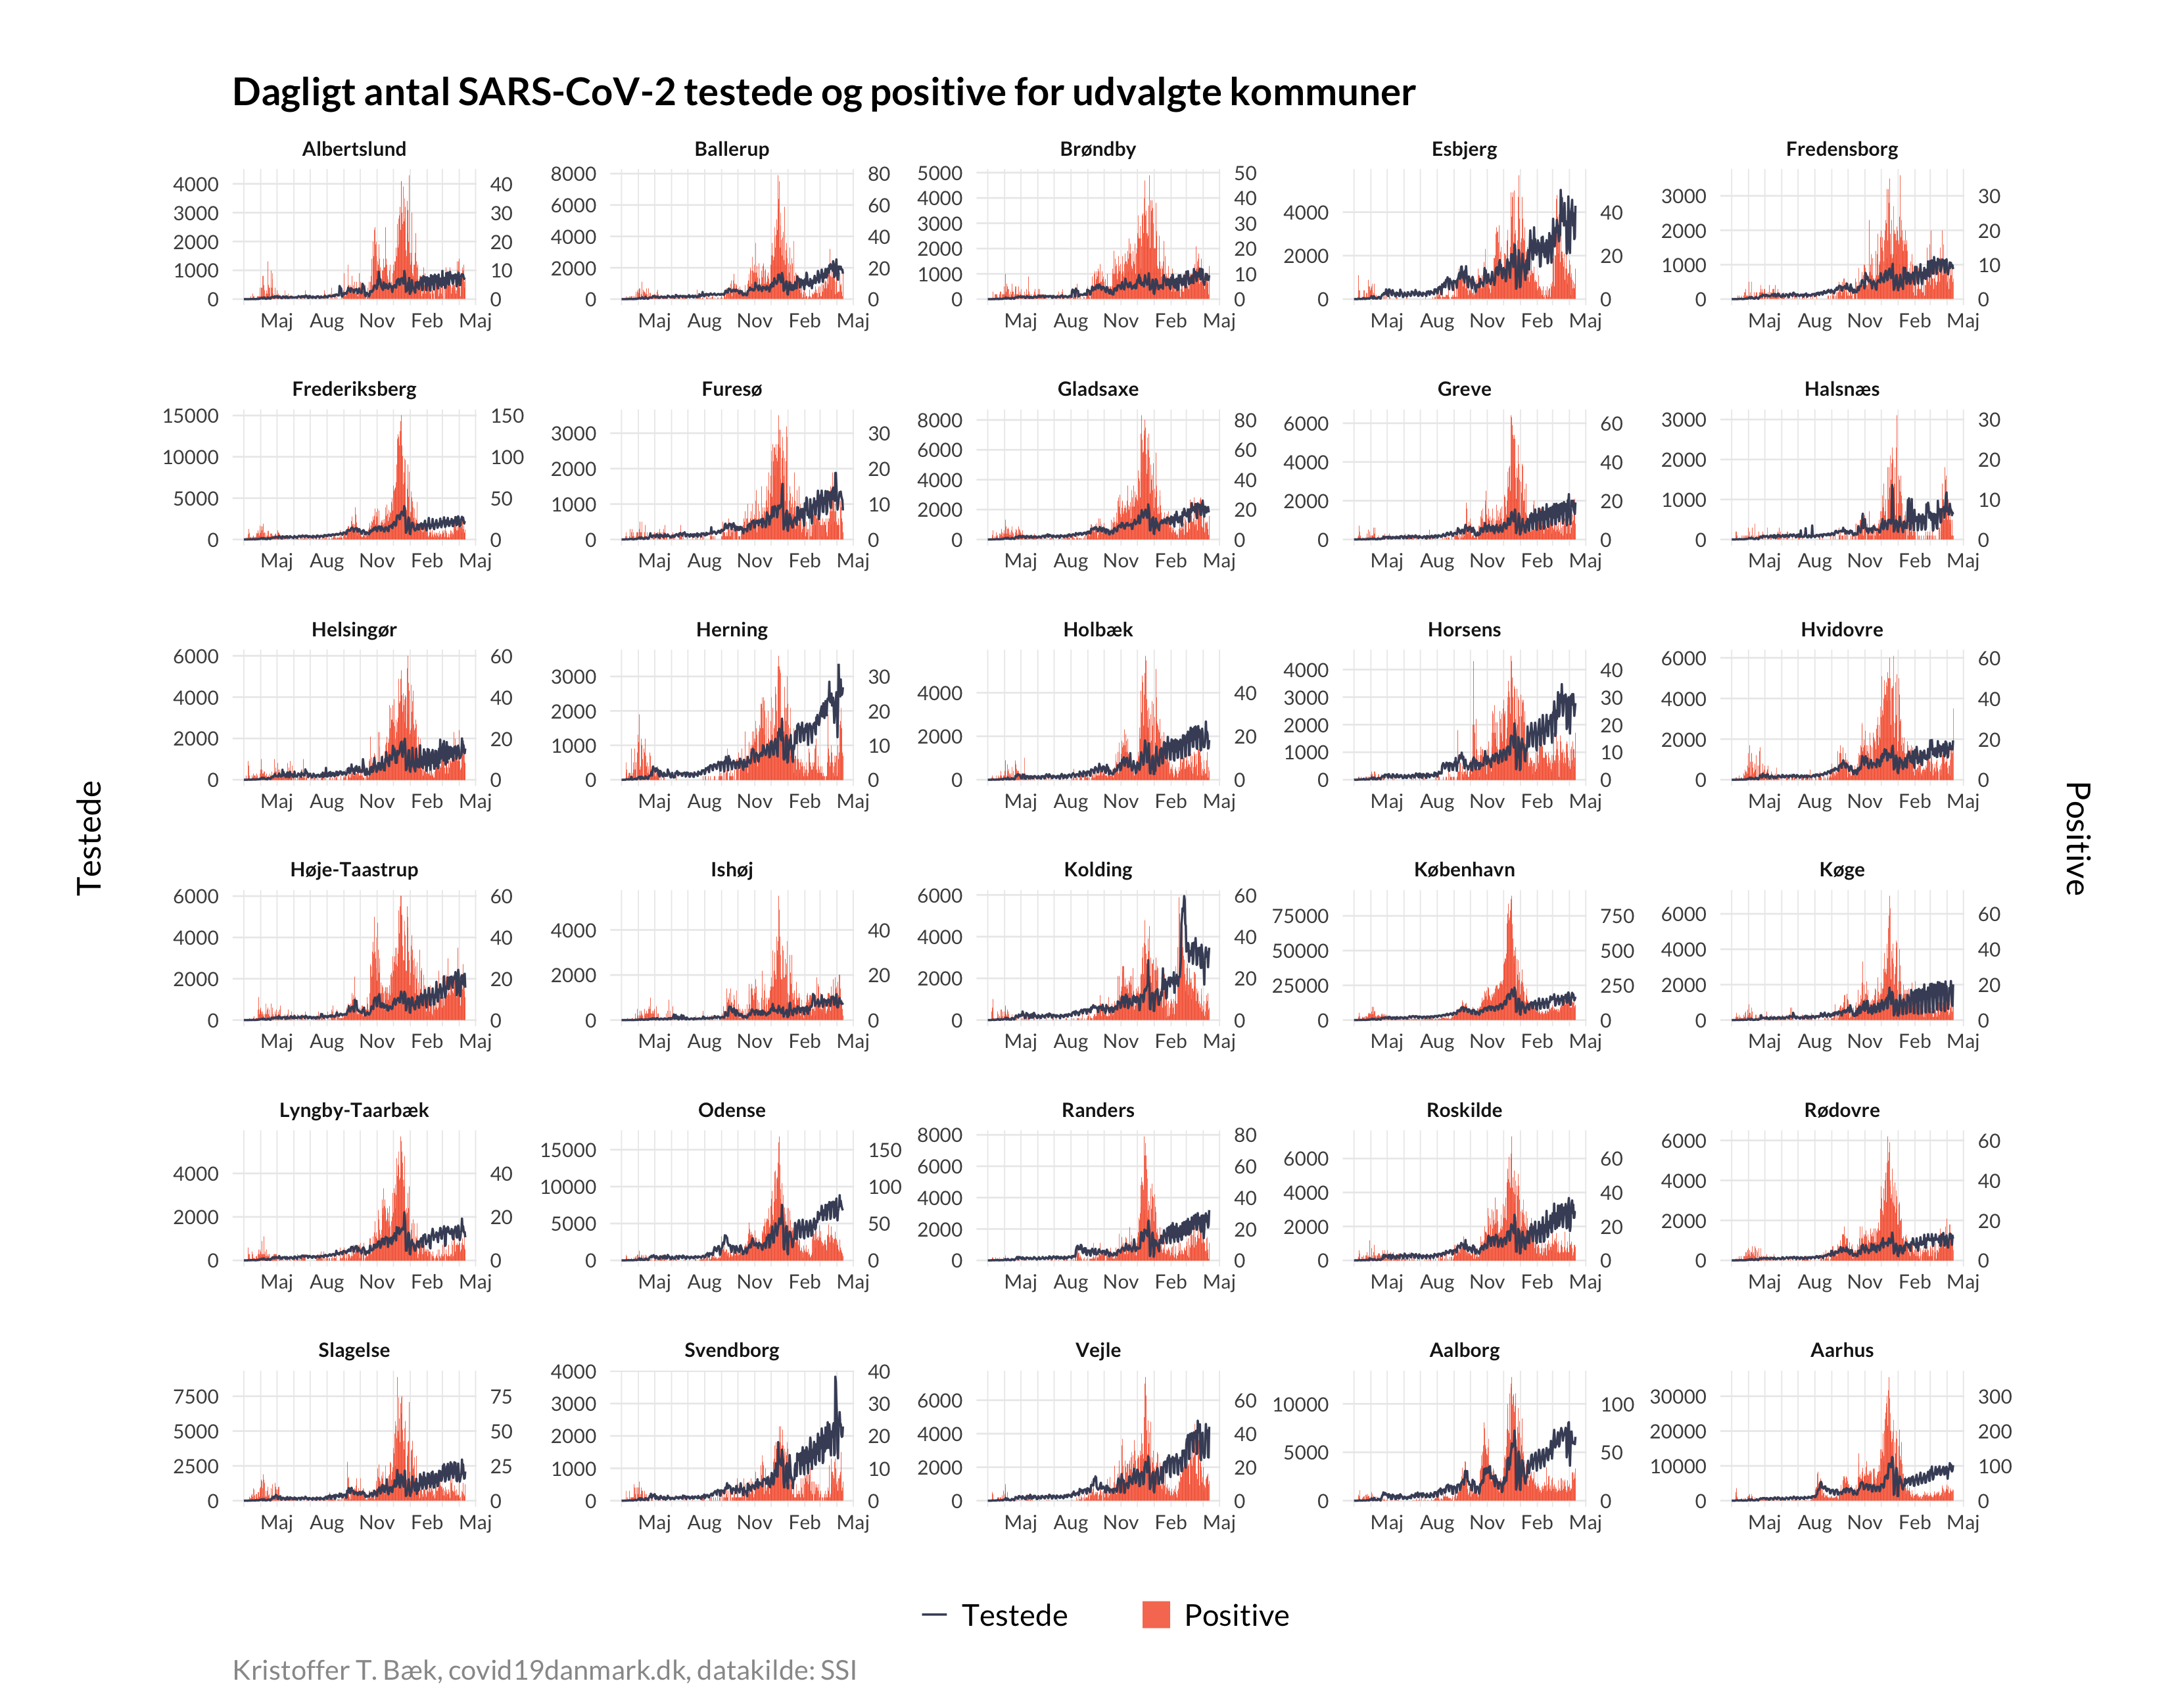 Dagligt antal SARS-CoV-2 testede og positive for udvalgte kommuner
Albertslund Ballerup Brøndby Esbjerg Fredensborg
4000 40 8000 80 5000 50 4000 40 3000 30
3000 30 6000 60 4000 40 2000 20 2000 20
2000 20 4000 40 3000 30 0 0 1000 10
1000 10 2000 20 2000 20 0 0
0 0 0 0 1000 10
0 0
Maj Aug Nov Feb Maj Maj Aug Nov Feb Maj Maj Aug Nov Feb Maj Maj Aug Nov Feb Maj Maj Aug Nov Feb Maj
Frederiksberg Furesø Gladsaxe Greve Halsnæs
15000 150 3000 30 8000 80 6000 60 3000 30
10000 100 2000 20 6000 60 4000 40 2000 20
5000 50 1000 10 4000 40 2000 20 1000 10
0 0 0 0 2000 20 0 0 0 0
0 0
Maj Aug Nov Feb Maj Maj Aug Nov Feb Maj Maj Aug Nov Feb Maj Maj Aug Nov Feb Maj Maj Aug Nov Feb Maj
Helsingør Herning Holbæk Horsens Hvidovre
6000 60 3000 30 4000 40 4000 40 6000 60
4000 40 2000 20 2000 20 3000 30 4000 40
2000 20 1000 10 0 0 2000 20 2000 20
0 0 0 0 1000 10 0 0
0 0
Maj Aug Nov Feb Maj Maj Aug Nov Feb Maj Maj Aug Nov Feb Maj Maj Aug Nov Feb Maj Maj Aug Nov Feb Maj
Testede
Positive
Høje-Taastrup Ishøj Kolding København Køge
6000 60 4000 40 6000 60 75000 750 6000 60
4000 40 2000 20 4000 40 50000 500 4000 40
2000 20 0 0 2000 20 25000 250 2000 20
0 0 0 0 0 0 0 0
Maj Aug Nov Feb Maj Maj Aug Nov Feb Maj Maj Aug Nov Feb Maj Maj Aug Nov Feb Maj Maj Aug Nov Feb Maj
Lyngby-Taarbæk Odense Randers Roskilde Rødovre
4000 40 15000 150 8000 80 6000 60 6000 60
2000 20 10000 100 6000 60 4000 40 4000 40
0 0 5000 50 4000 40 2000 20 2000 20
0 0 2000 20 0 0 0 0
0 0
Maj Aug Nov Feb Maj Maj Aug Nov Feb Maj Maj Aug Nov Feb Maj Maj Aug Nov Feb Maj Maj Aug Nov Feb Maj
Slagelse Svendborg Vejle Aalborg Aarhus
7500 75 4000 40 6000 60 10000 100 30000 300
5000 50 3000 30 4000 40 5000 50 20000 200
2500 25 2000 20 2000 20 0 0 10000 100
0 0 1000 10 0 0 0 0
0 0
Maj Aug Nov Feb Maj Maj Aug Nov Feb Maj Maj Aug Nov Feb Maj Maj Aug Nov Feb Maj Maj Aug Nov Feb Maj
Testede Positive
Kristoffer T. Bæk, covid19danmark.dk, datakilde: SSI